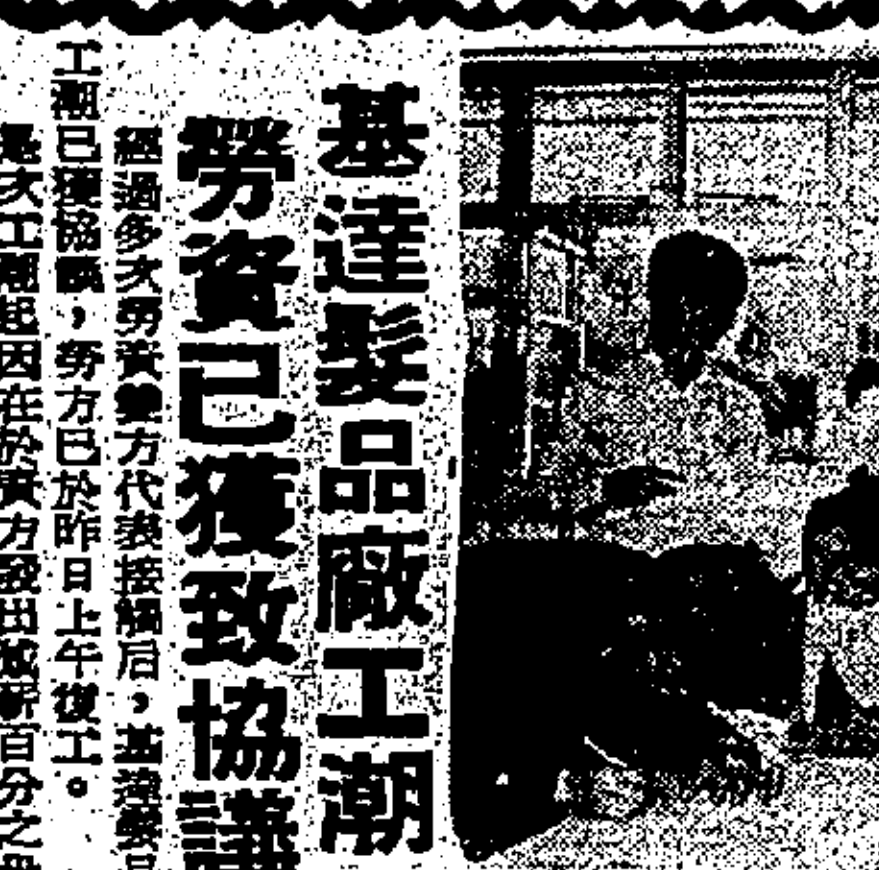 基達髮品廠工潮
勞資已獲致協議
經過多次勞資雙方代表接觸后，基達髮品
工潮已獲協議，勞方已於昨日上午復工。
是次工潮起因在於資方發出減薪百分之